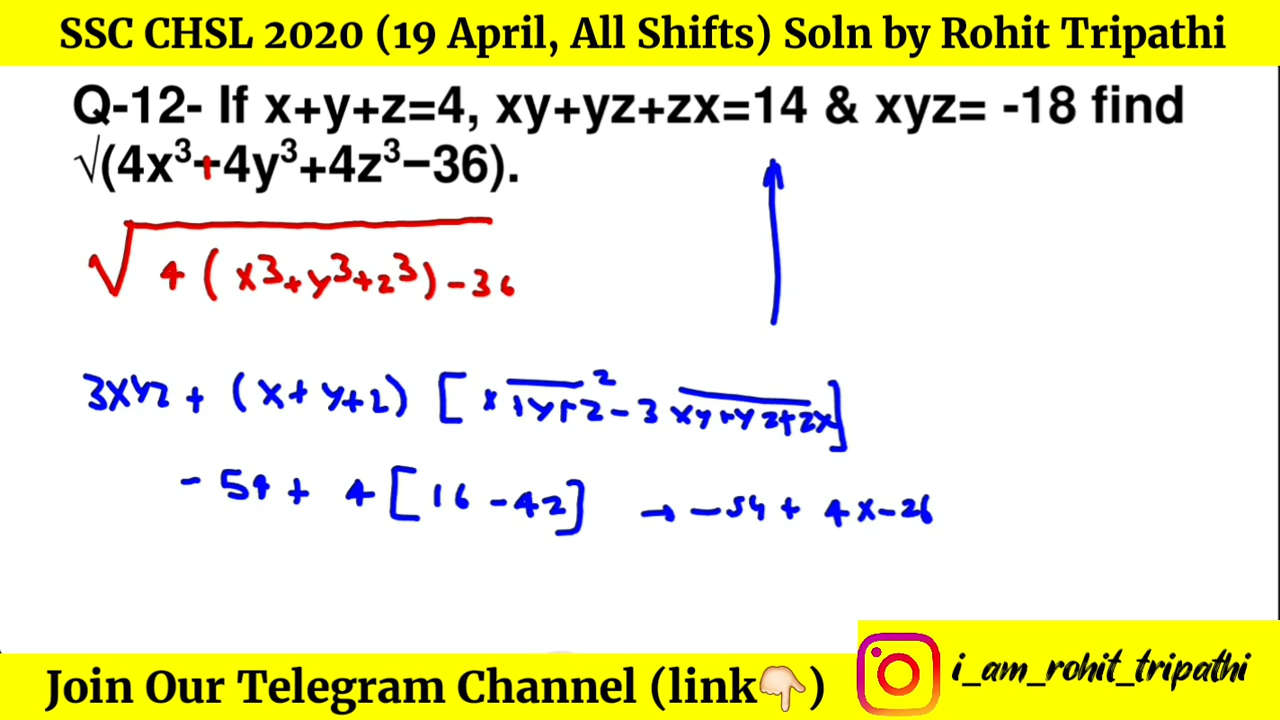 SSC CHSL 2020 (19 April, All Shifts) Soln by Rohit Tripathi
Q-12- If x+y+z=4, xy+yz+zx=14 & xyz= -18 find
√(4x³+4y³+4z³−36).
√4(x³+y³+z³)-36
3xyz + (x+y+z) [x+y+z² - 3 xy+yz+zx]
- 54 + 4 [16 - 42] → - 54 + 4x-26
Join Our Telegram Channel (link👇)
i_am_rohit_tripathi